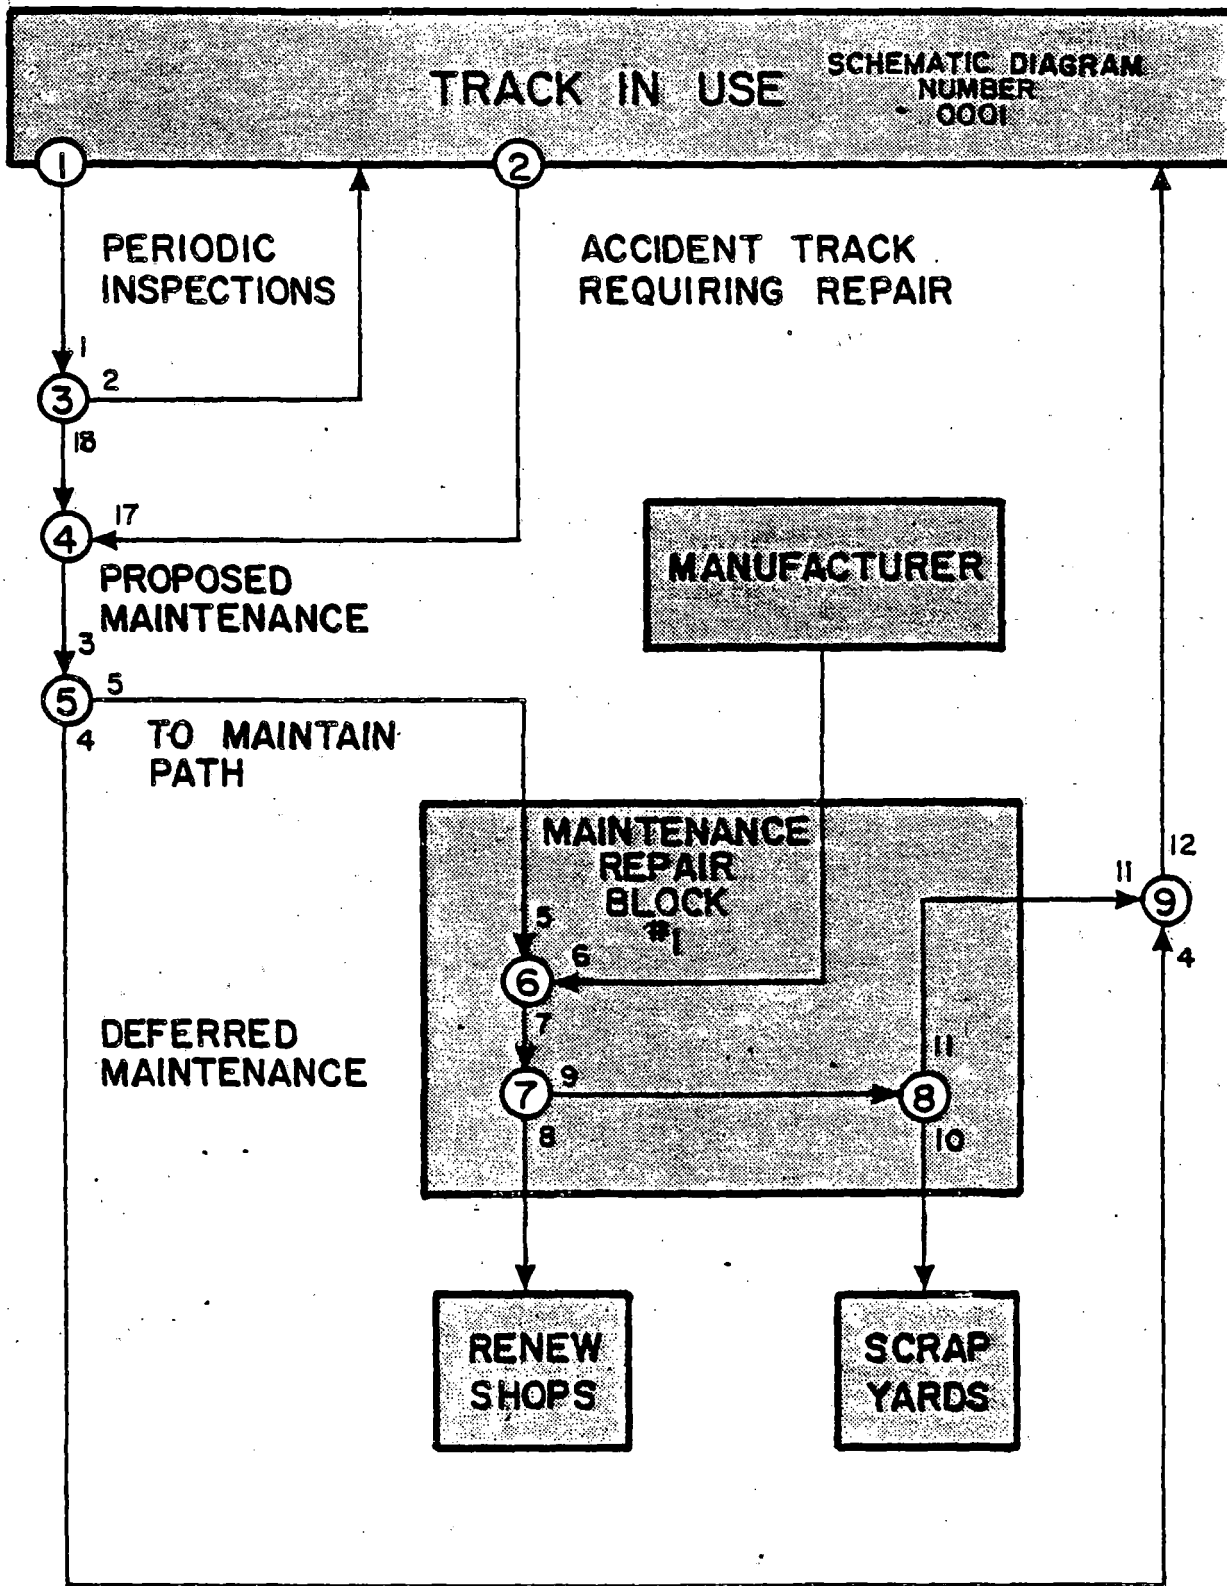 TRACK IN USE
SCHEMATIC DIAGRAM
NUMBER
0001
1
2
PERIODIC
INSPECTIONS
ACCIDENT TRACK
REQUIRING REPAIR
1
3
2
18
17
4
MANUFACTURER
PROPOSED
MAINTENANCE
3
5
5
4
TO MAINTAIN
PATH
MAINTENANCE
REPAIR
BLOCK
#1
12
11
9
4
5
6
6
7
DEFERRED
MAINTENANCE
11
9
7
8
8
10
RENEW
SHOPS
SCRAP
YARDS